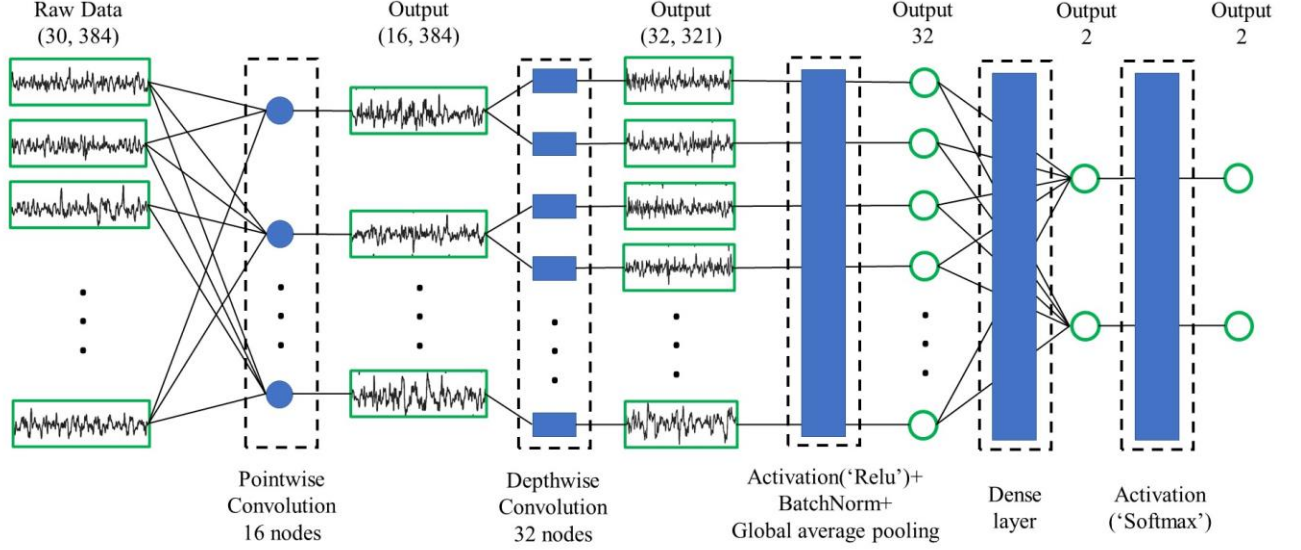 Raw Data
(30, 384)
Output
(16, 384)
Output
(32, 321)
Output
32
Output
2
Output
2
Pointwise
Convolution
16 nodes
Depthwise
Convolution
32 nodes
Activation(‘Relu’)+
BatchNorm+
Global average pooling
Dense
layer
Activation
(‘Softmax’)